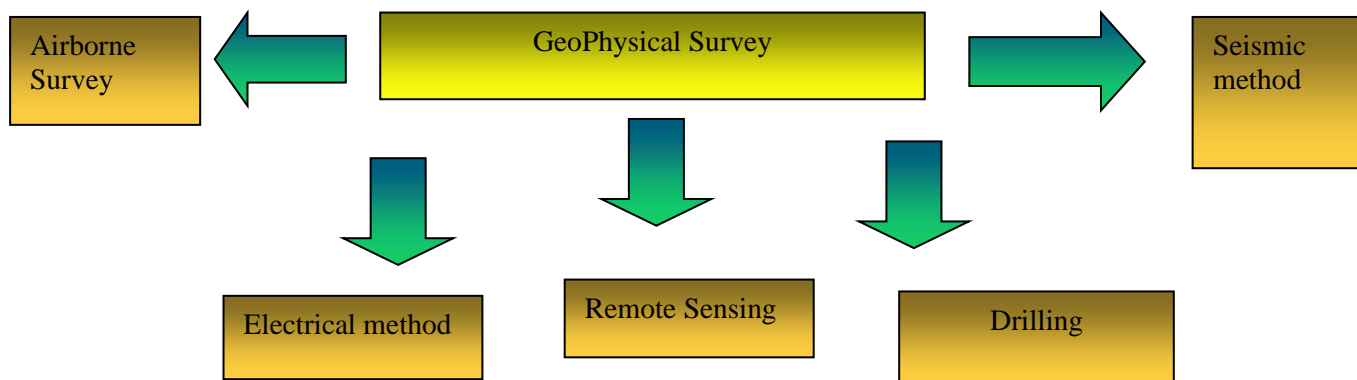 Airborne
Survey
GeoPhysical Survey
Seismic
method
Electrical method
Remote Sensing
Drilling